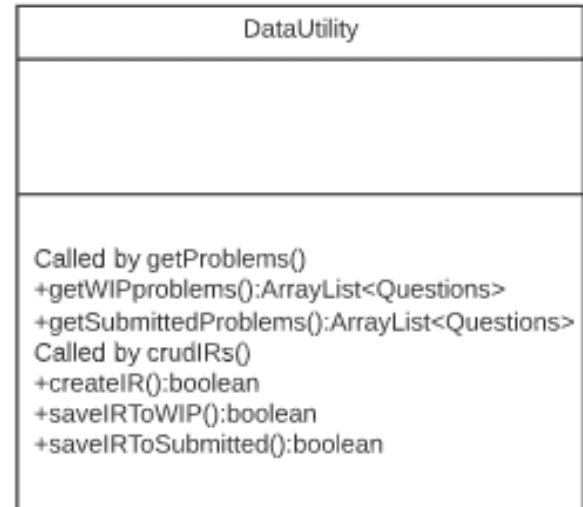 DataUtility
Called by getProblems()
+getWIPproblems():ArrayList<Questions>
+getSubmittedProblems():ArrayList<Questions>
Called by crudIRs()
+createIR():boolean
+saveIRToWIP():boolean
+saveIRToSubmitted():boolean